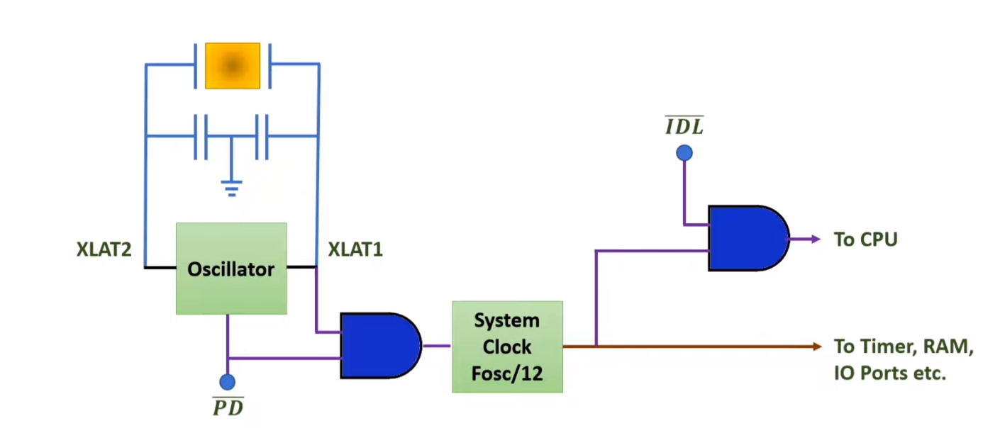 IDL
XLAT2
Oscillator
XLAT1
To CPU
System
Clock
Fosc/12
To Timer, RAM,
IO Ports etc.
PD